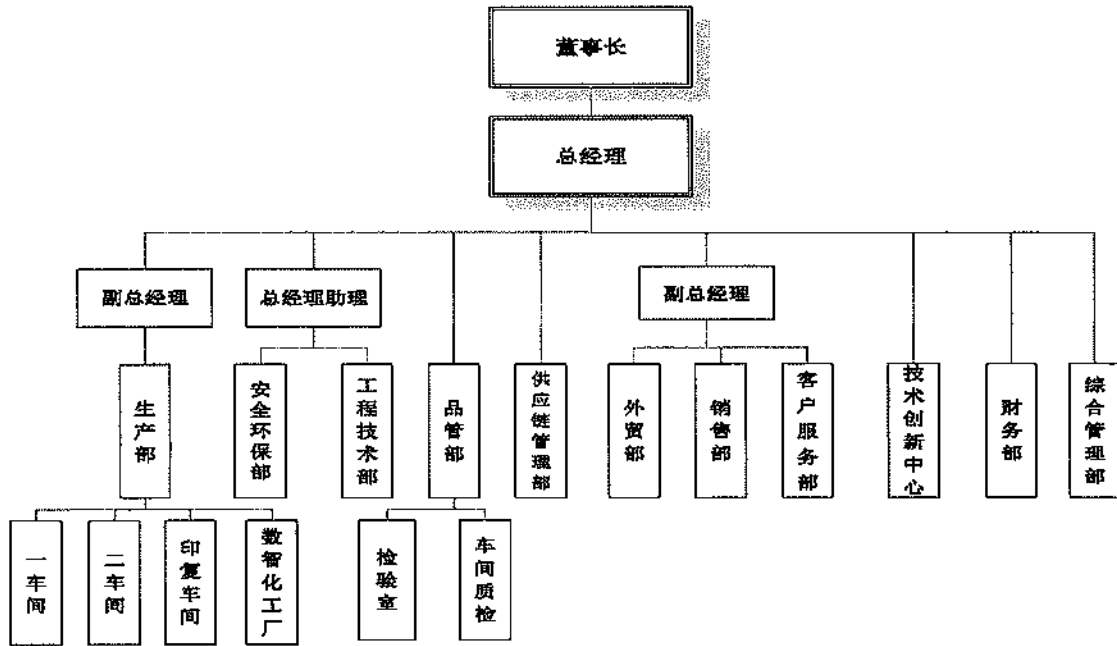 董事长
总经理
副总经理
总经理助理
副总经理
生产部
安全环保部
工程技术部
品管部
供应链管理部
外贸部
销售部
客户服务部
技术创新中心
财务部
综合管理部
一车间
二车间
印复车间
数智化工厂
检验室
车间质检